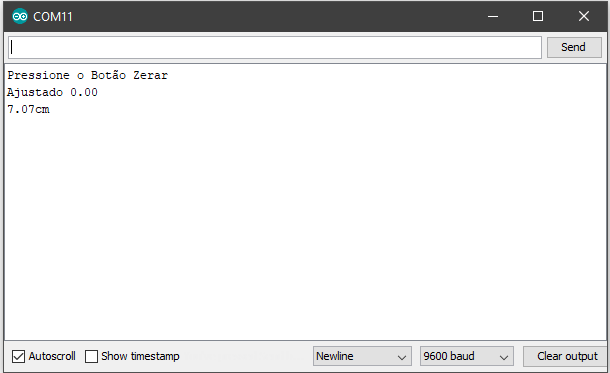 COM11
Send
Pressione o Botão Zerar
Ajustado 0.00
7.07cm
Autoscroll Show timestamp Newline 9600 baud Clear output